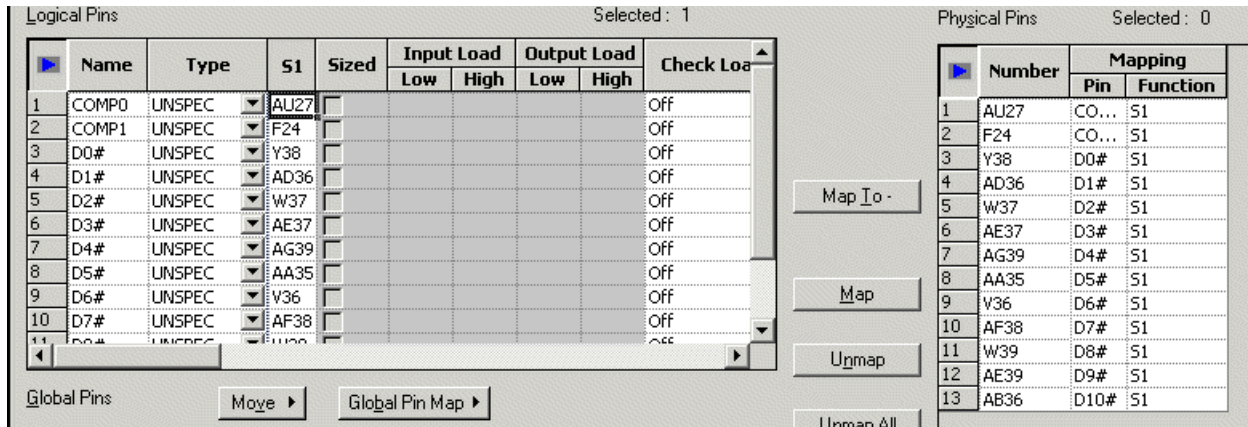 Logical Pins Selected : 1
Name Type S1 Sized Input Load Output Load Check Loa
Low High Low High
1 COMP0 UNSPEC AU27 Off
2 COMP1 UNSPEC F24 Off
3 D0# UNSPEC Y38 Off
4 D1# UNSPEC AD36 Off
5 D2# UNSPEC W37 Off
6 D3# UNSPEC AE37 Off
7 D4# UNSPEC AG39 Off
8 D5# UNSPEC AA35 Off
9 D6# UNSPEC V36 Off
10 D7# UNSPEC AF38 Off
Global Pins Move Global Pin Map
Map To -
Map
Unmap
Unmap All
Physical Pins Selected : 0
Number Mapping
Pin Function
1 AU27 CO... S1
2 F24 CO... S1
3 Y38 D0# S1
4 AD36 D1# S1
5 W37 D2# S1
6 AE37 D3# S1
7 AG39 D4# S1
8 AA35 D5# S1
9 V36 D6# S1
10 AF38 D7# S1
11 W39 D8# S1
12 AE39 D9# S1
13 AB36 D10# S1